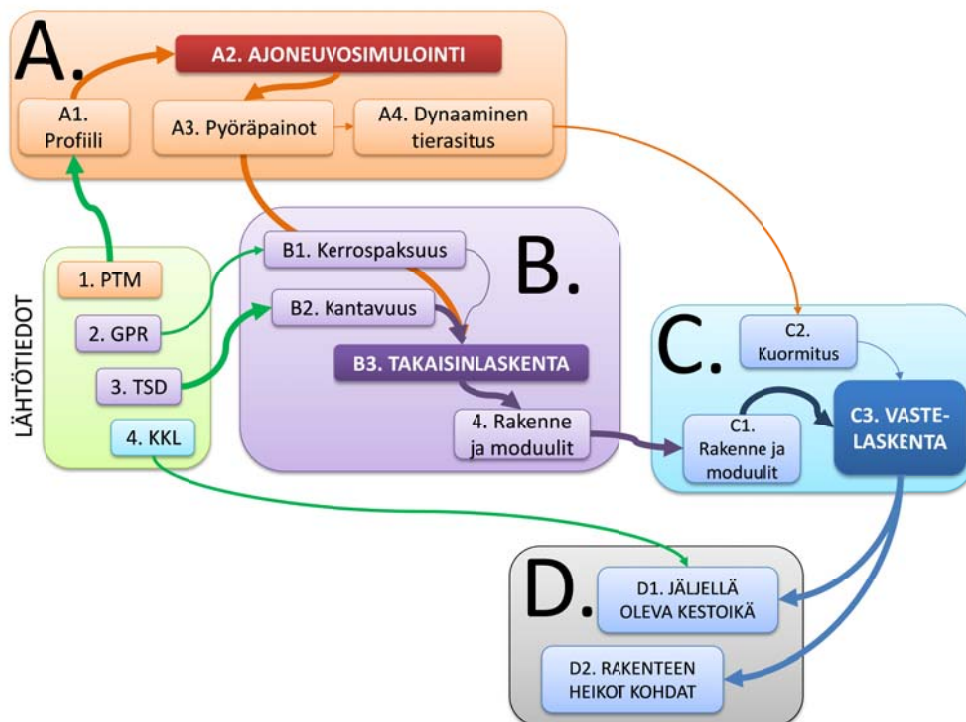 A.
A2. AJONEUVOSIMULOINTI
A1.
Profiili
A3. Pyöräpainot
A4. Dynaaminen
tierasitus
LÄHTÖTIEDOT
1. PTM
2. GPR
3. TSD
4. KKL
B.
B1. Kerrospaksuus
B2. Kantavuus
B3. TAKAISINLASKENTA
4. Rakenne
ja moduulit
C.
C2.
Kuormitus
C1.
Rakenne ja
moduulit
C3. VASTE-
LASKENTA
D.
D1. JÄLJELLÄ
OLEVA KESTOIKÄ
D2. RAKENTEEN
HEIKOT KOHDAT